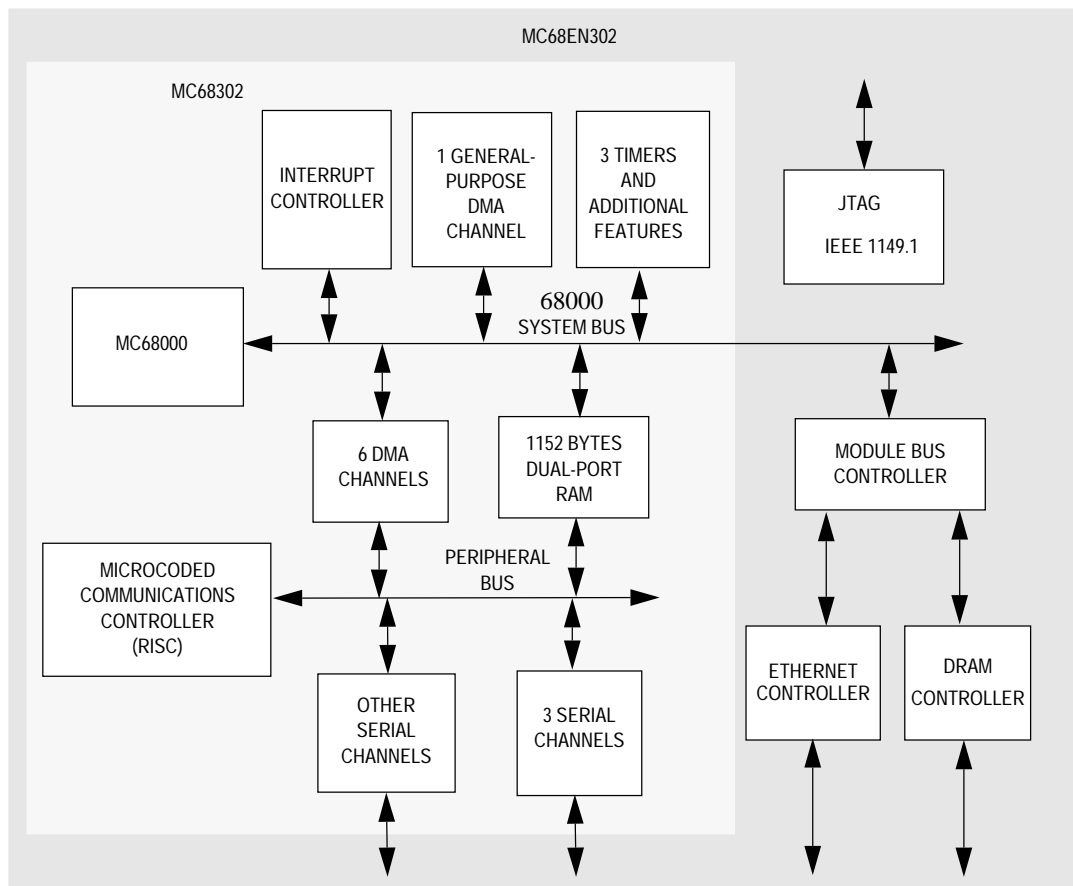 MC68EN302
MC68302
INTERRUPT
CONTROLLER
1 GENERAL-
PURPOSE
DMA
CHANNEL
3 TIMERS
AND
ADDITIONAL
FEATURES
JTAG
IEEE 1149.1
68000
SYSTEM BUS
MC68000
6 DMA
CHANNELS
1152 BYTES
DUAL-PORT
RAM
MODULE BUS
CONTROLLER
PERIPHERAL
BUS
MICROCODED
COMMUNICATIONS
CONTROLLER
(RISC)
OTHER
SERIAL
CHANNELS
3 SERIAL
CHANNELS
ETHERNET
CONTROLLER
DRAM
CONTROLLER